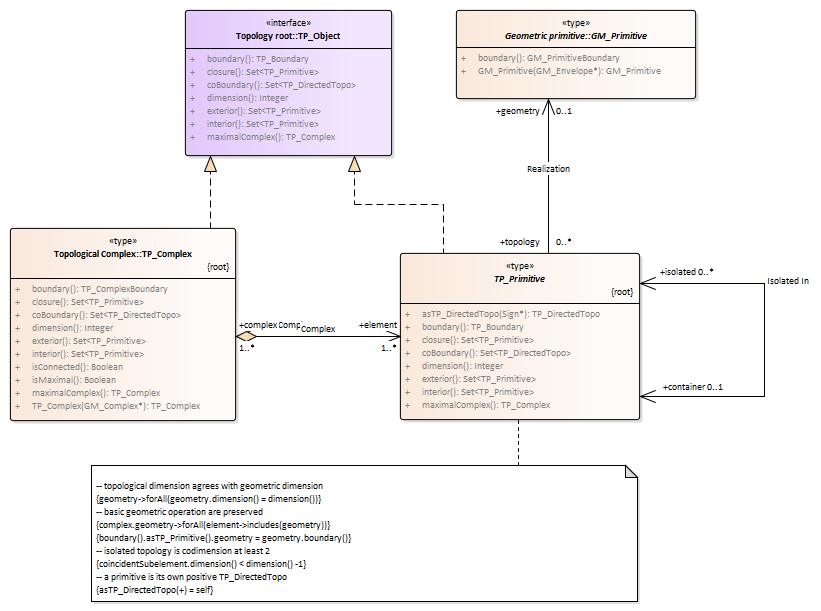 «interface»
Topology root::TP_Object
+ boundary(): TP_Boundary
+ closure(): Set<TP_Primitive>
+ coBoundary(): Set<TP_DirectedTopo>
+ dimension(): Integer
+ exterior(): Set<TP_Primitive>
+ interior(): Set<TP_Primitive>
+ maximalComplex(): TP_Complex
«type»
Geometric primitive::GM_Primitive
+ boundary(): GM_PrimitiveBoundary
+ GM_Primitive(GM_Envelope*): GM_Primitive
+geometry 0..1
Realization
+topology 0..*
«type»
Topological Complex::TP_Complex
{root}
+ boundary(): TP_ComplexBoundary
+ closure(): Set<TP_Primitive>
+ coBoundary(): Set<TP_DirectedTopo>
+ dimension(): Integer
+ exterior(): Set<TP_Primitive>
+ interior(): Set<TP_Primitive>
+ isConnected(): Boolean
+ isMaximal(): Boolean
+ maximalComplex(): TP_Complex
+ TP_Complex(GM_Complex*): TP_Complex
+complex Complex +element
1..* 1..*
«type»
TP_Primitive
{root}
+ asTP_DirectedTopo(Sign*): TP_DirectedTopo
+ boundary(): TP_Boundary
+ closure(): Set<TP_Primitive>
+ coBoundary(): Set<TP_DirectedTopo>
+ dimension(): Integer
+ exterior(): Set<TP_Primitive>
+ interior(): Set<TP_Primitive>
+ maximalComplex(): TP_Complex
+isolated 0..*
Isolated In
+container 0..1
-- topological dimension agrees with geometric dimension
{geometry->forAll(geometry.dimension() = dimension())}
-- basic geometric operation are preserved
{complex.geometry->forAll(element->includes(geometry))}
{boundary().asTP_Primitive().geometry = geometry.boundary()}
-- isolated topology is codimension at least 2
{coincidentSubelement.dimension() < dimension() -1}
-- a primitive is its own positive TP_DirectedTopo
{asTP_DirectedTopo(+) = self}